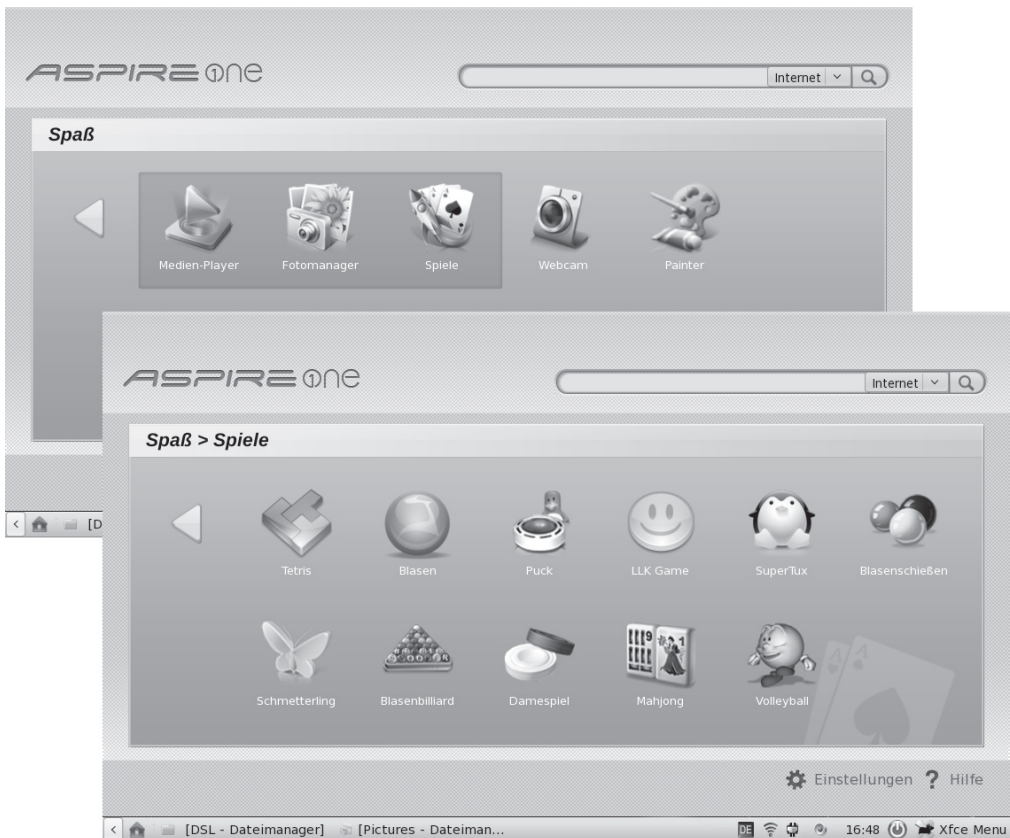 ASPIRE one
Internet
Spaß
Medien-Player Fotomanager Spiele Webcam Painter
[D
ASPIRE one
Internet
Spaß > Spiele
Tetris Blasen Puck LLK Game SuperTux Blasenschießen
Schmetterling Blasenbilliard Damespiel Mahjong Volleyball
Einstellungen ? Hilfe
[DSL - Dateimanager] [Pictures - Dateiman... DE 16:48 Xfce Menu